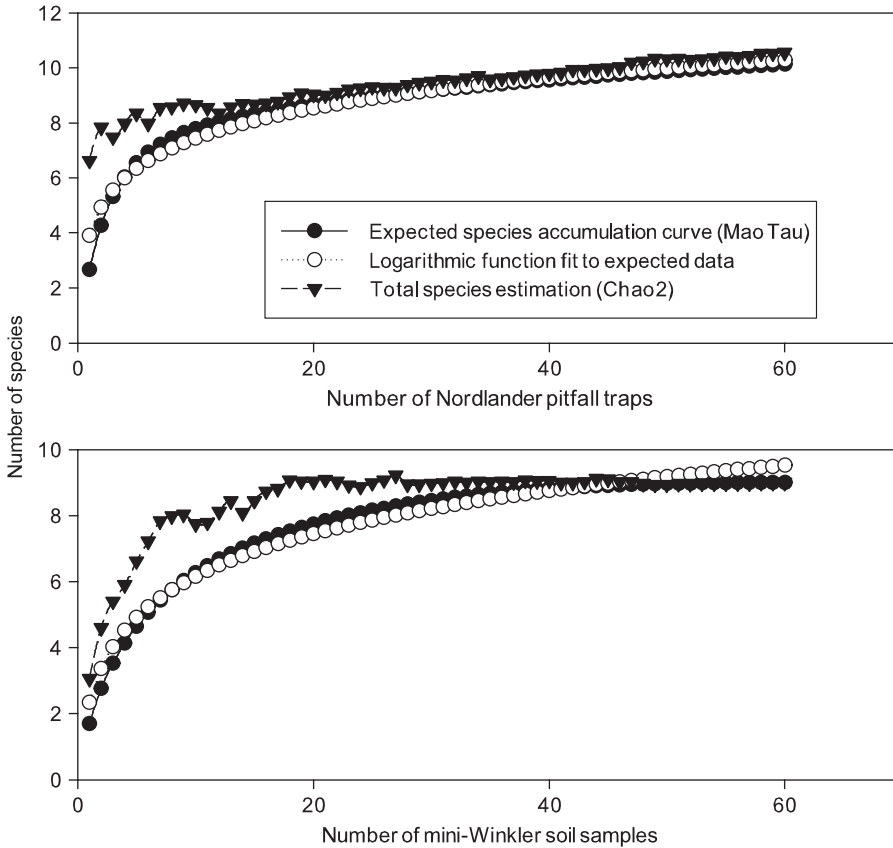 12
10
8
6
4
2
0
Expected species accumulation curve (Mao Tau)
Logarithmic function fit to expected data
Total species estimation (Chao2)
0 20 40 60
Number of Nordlander pitfall traps
Number of species
10
8
6
4
2
0
0 20 40 60
Number of mini-Winkler soil samples